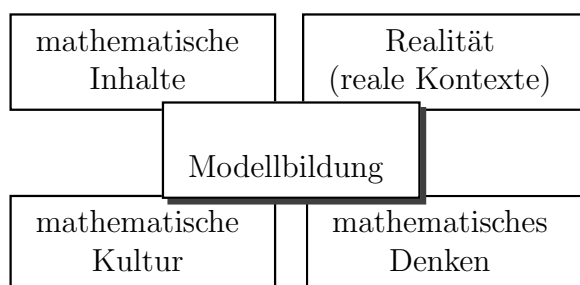 mathematische
Inhalte
Realität
(reale Kontexte)
Modellbildung
mathematische
Kultur
mathematisches
Denken